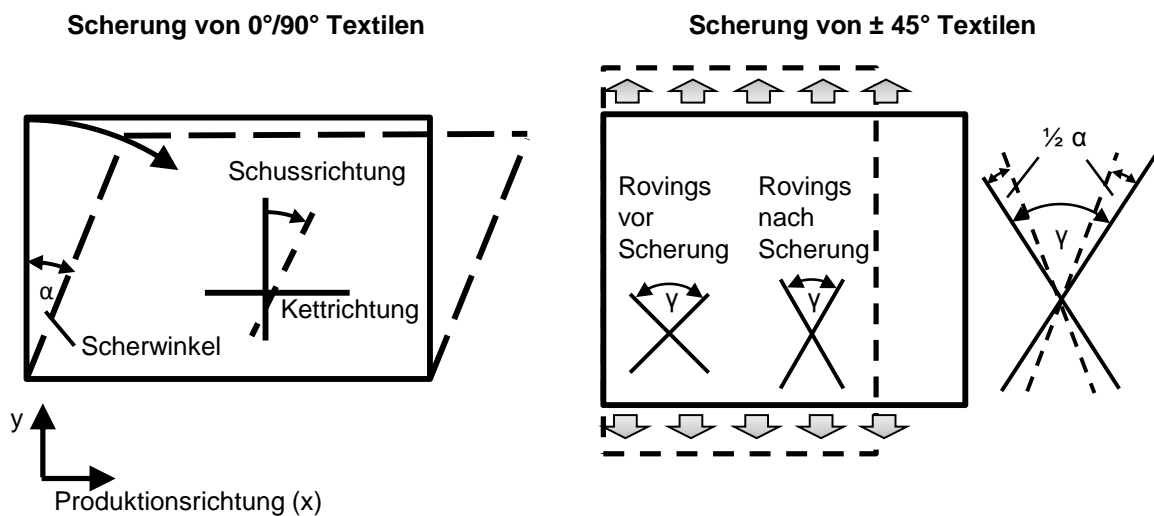 Scherung von 0°/90° Textilen
Schussrichtung
Kettrichtung
α
Scherwinkel
y
Produktionsrichtung (x)
Scherung von ± 45° Textilen
Rovings
vor
Scherung
γ
Rovings
nach
Scherung
γ
½ α
γ